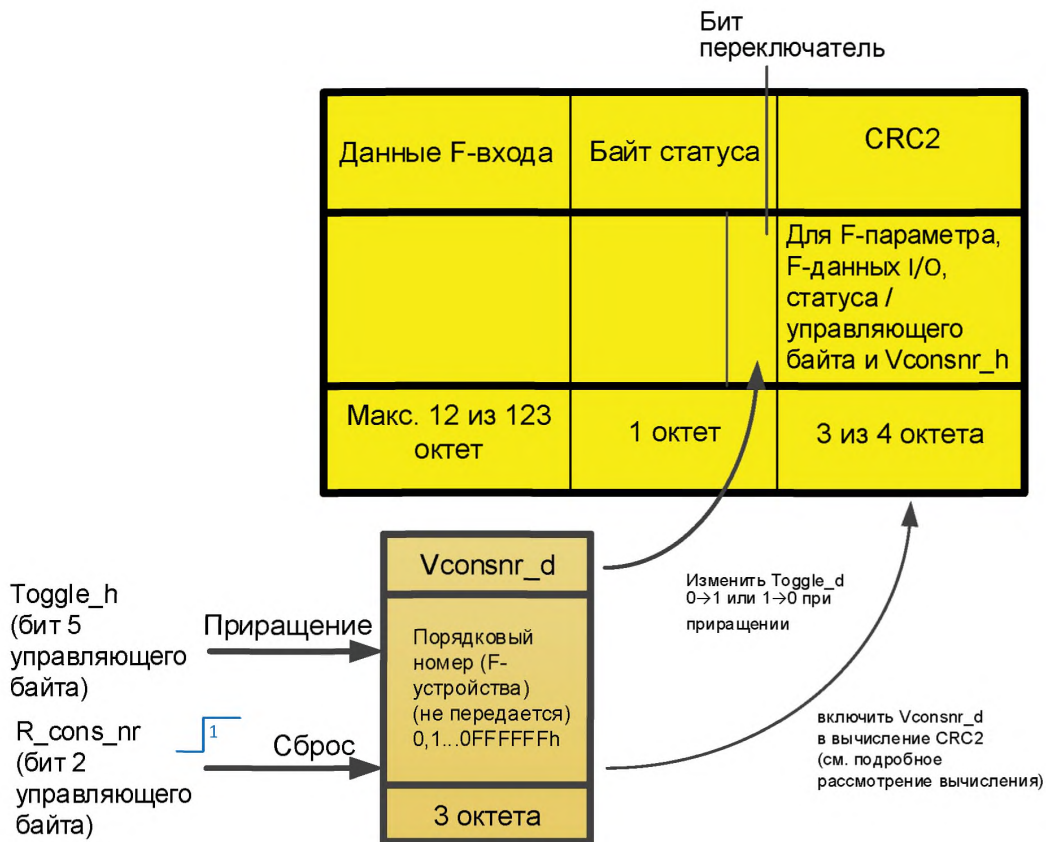 Бит
переключатель
Данные F-входа
Байт статуса
CRC2
Для F-параметра,
F-данных I/O,
статуса /
управляющего
байта и Vconsnr_h
Макс. 12 из 123
октет
1 октет
3 из 4 октета
Vconsnr_d
Порядковый
номер (F-
устройства)
(не передается)
0,1...0FFFFFFh
3 октета
Toggle_h
(бит 5
управляющего
байта)
Приращение
R_cons_nr
(бит 2
управляющего
байта)
1
Сброс
Изменить Toggle_d
0→1 или 1→0 при
приращении
включить Vconsnr_d
в вычисление CRC2
(см. подробное
рассмотрение вычисления)